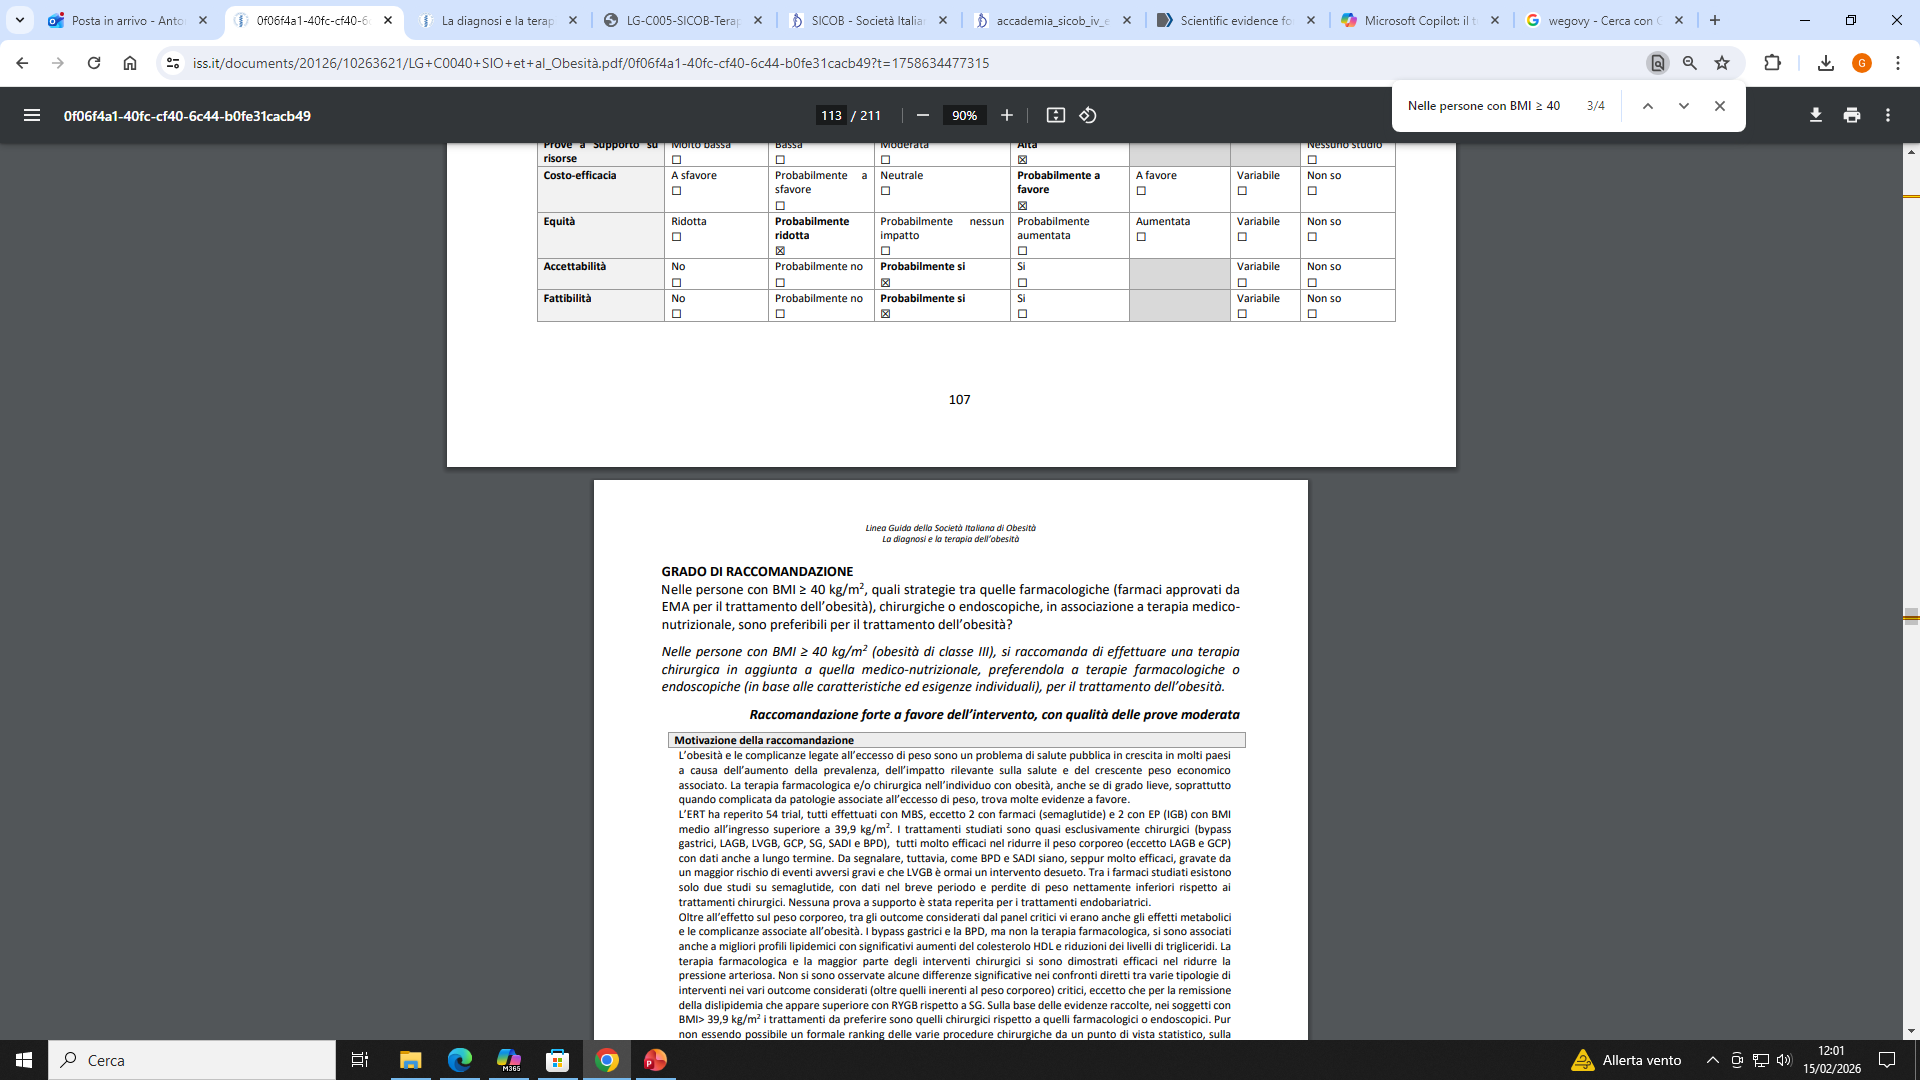 Posta in arrivo - Anto
0f06f4a1-40fc-cf40-6
La diagnosi e la terap
LG-C005-SICOB-Terap
SICOB - Società Italia
accademia_sicob_iv_e
Scientific evidence fo
Microsoft Copilot: il t
wegovy - Cerca con G
iss.it/documents/20126/10263621/LG+C0040+SIO+et+al_Obesità.pdf/0f06f4a1-40fc-cf40-6c44-b0fe31cacb49?t=1758634477315
G
Nelle persone con BMI ≥ 40 3/4
0f06f4a1-40fc-cf40-6c44-b0fe31cacb49
113 / 211
90%
Prove a Supporto su risorse Molto bassa ☐ Bassa ☐ Moderata ☐ Alta ☒ Nessuno studio ☐
Costo-efficacia A sfavore ☐ Probabilmente a sfavore ☐ Neutrale ☐ Probabilmente a favore ☒ A favore ☐ Variabile ☐ Non so ☐
Equità Ridotta ☐ Probabilmente ridotta ☒ Probabilmente nessun impatto ☐ Probabilmente aumentata ☐ Aumentata ☐ Variabile ☐ Non so ☐
Accettabilità No ☐ Probabilmente no ☐ Probabilmente si ☒ Si ☐ Variabile ☐ Non so ☐
Fattibilità No ☐ Probabilmente no ☐ Probabilmente si ☒ Si ☐ Variabile ☐ Non so ☐
107
Linea Guida della Società Italiana di Obesità
La diagnosi e la terapia dell'obesità
GRADO DI RACCOMANDAZIONE
Nelle persone con BMI ≥ 40 kg/m², quali strategie tra quelle farmacologiche (farmaci approvati da
EMA per il trattamento dell'obesità), chirurgiche o endoscopiche, in associazione a terapia medico-
nutrizionale, sono preferibili per il trattamento dell'obesità?
Nelle persone con BMI ≥ 40 kg/m² (obesità di classe III), si raccomanda di effettuare una terapia
chirurgica in aggiunta a quella medico-nutrizionale, preferendola a terapie farmacologiche o
endoscopiche (in base alle caratteristiche ed esigenze individuali), per il trattamento dell'obesità.
Raccomandazione forte a favore dell'intervento, con qualità delle prove moderata
Motivazione della raccomandazione
L'obesità e le complicanze legate all'eccesso di peso sono un problema di salute pubblica in crescita in molti paesi
a causa dell'aumento della prevalenza, dell'impatto rilevante sulla salute e del crescente peso economico
associato. La terapia farmacologica e/o chirurgica nell'individuo con obesità, anche se di grado lieve, soprattutto
quando complicata da patologie associate all'eccesso di peso, trova molte evidenze a favore.
L'ERT ha reperito 54 trial, tutti effettuati con MBS, eccetto 2 con farmaci (semaglutide) e 2 con EP (IGB) con BMI
medio all'ingresso superiore a 39,9 kg/m². I trattamenti studiati sono quasi esclusivamente chirurgici (bypass
gastrici, LAGB, LVGB, GCP, SG, SADI e BPD), tutti molto efficaci nel ridurre il peso corporeo (eccetto LAGB e GCP)
con dati anche a lungo termine. Da segnalare, tuttavia, come BPD e SADI siano, seppur molto efficaci, gravate da
un maggior rischio di eventi avversi gravi e che LVGB è ormai un intervento desueto. Tra i farmaci studiati esistono
solo due studi su semaglutide, con dati nel breve periodo e perdite di peso nettamente inferiori rispetto ai
trattamenti chirurgici. Nessuna prova a supporto è stata reperita per i trattamenti endobariatrici.
Oltre all'effetto sul peso corporeo, tra gli outcome considerati dal panel critici vi erano anche gli effetti metabolici
e le complicanze associate all'obesità. I bypass gastrici e la BPD, ma non la terapia farmacologica, si sono associati
anche a migliori profili lipidemici con significativi aumenti del colesterolo HDL e riduzioni dei livelli di trigliceridi. La
terapia farmacologica e la maggior parte degli interventi chirurgici si sono dimostrati efficaci nel ridurre la
pressione arteriosa. Non si sono osservate alcune differenze significative nei confronti diretti tra varie tipologie di
interventi nei vari outcome considerati (oltre quelli inerenti al peso corporeo) critici, eccetto che per la remissione
della dislipidemia che appare superiore con RYGB rispetto a SG. Sulla base delle evidenze raccolte, nei soggetti con
BMI> 39,9 kg/m² i trattamenti da preferire sono quelli chirurgici rispetto a quelli farmacologici o endoscopici. Pur
non essendo possibile un formale ranking delle varie procedure chirurgiche da un punto di vista statistico, sulla
Cerca
M365
Allerta vento
12:01
15/02/2026